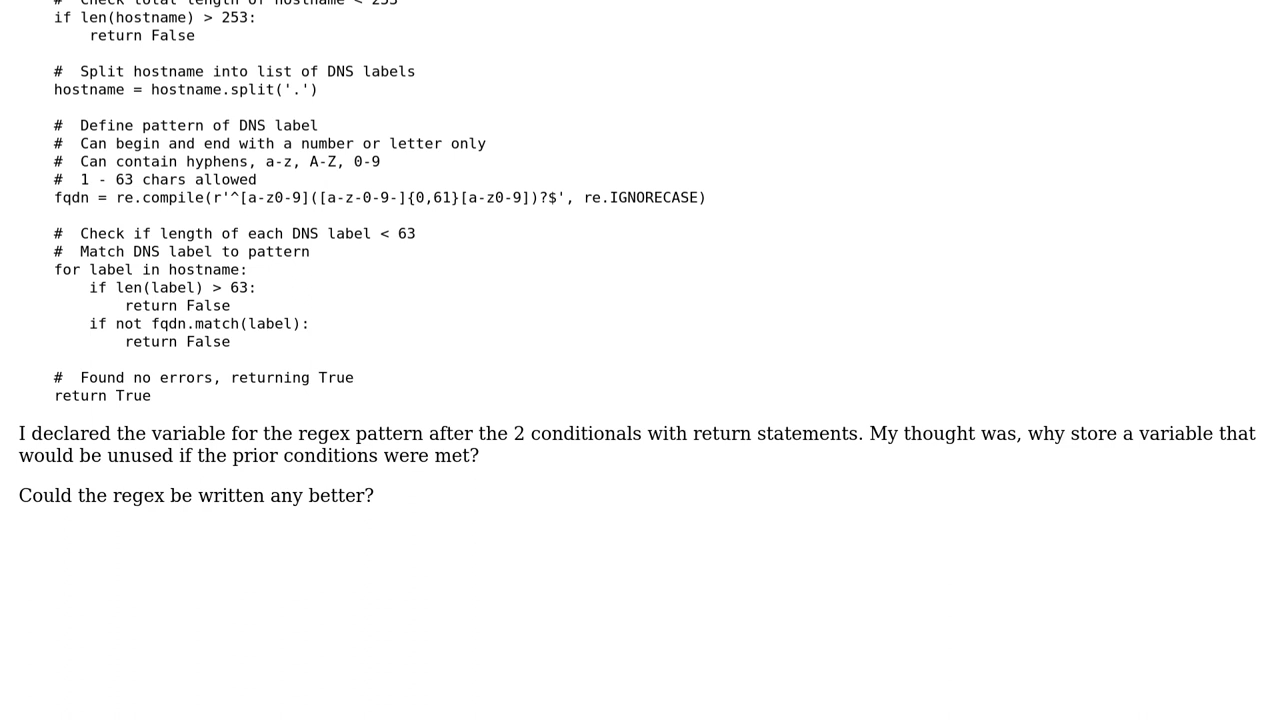 #  Check total length of hostname < 253
if len(hostname) > 253:
    return False
#  Split hostname into list of DNS labels
hostname = hostname.split('.')
#  Define pattern of DNS label
#  Can begin and end with a number or letter only
#  Can contain hyphens, a-z, A-Z, 0-9
#  1 - 63 chars allowed
fqdn = re.compile(r'^[a-z0-9]([a-z-0-9-]{0,61}[a-z0-9])?$', re.IGNORECASE)
#  Check if length of each DNS label < 63
#  Match DNS label to pattern
for label in hostname:
    if len(label) > 63:
        return False
    if not fqdn.match(label):
        return False
#  Found no errors, returning True
return True
I declared the variable for the regex pattern after the 2 conditionals with return statements. My thought was, why store a variable that
would be unused if the prior conditions were met?
Could the regex be written any better?